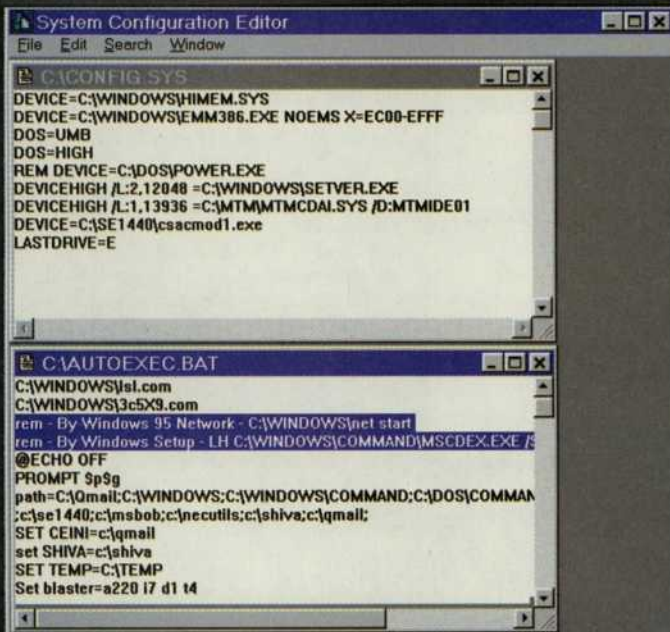 System Configuration Editor
File Edit Search Window
C:\CONFIG.SYS
DEVICE=C:\WINDOWS\HIMEM.SYS
DEVICE=C:\WINDOWS\EMM386.EXE NOEMS X=EC00-EFFF
DOS=UMB
DOS=HIGH
REM DEVICE=C:\DOS\POWER.EXE
DEVICEHIGH /L:2,12048 =C:\WINDOWS\SETVER.EXE
DEVICEHIGH /L:1,13936 =C:\MTM\MTMCDAI.SYS /D:MTMIDE01
DEVICE=C:\SE1440\csacmod1.exe
LASTDRIVE=E
C:\AUTOEXEC.BAT
C:\WINDOWS\lsl.com
C:\WINDOWS\3c5X9.com
rem - By Windows 95 Network - C:\WINDOWS\net start
rem - By Windows Setup - LH C:\WINDOWS\COMMAND\MSCDEX.EXE /S
@ECHO OFF
PROMPT $p$g
path=C:\Qmail;C:\WINDOWS;C:\WINDOWS\COMMAND;C:\DOS\COMMAN
;c:\se1440;c:\msbob;c:\necutils;c:\shiva;c:\qmail;
SET CEINI=c:\qmail
set SHIVA=c:\shiva
SET TEMP=C:\TEMP
Set blaster=a220 i7 d1 t4